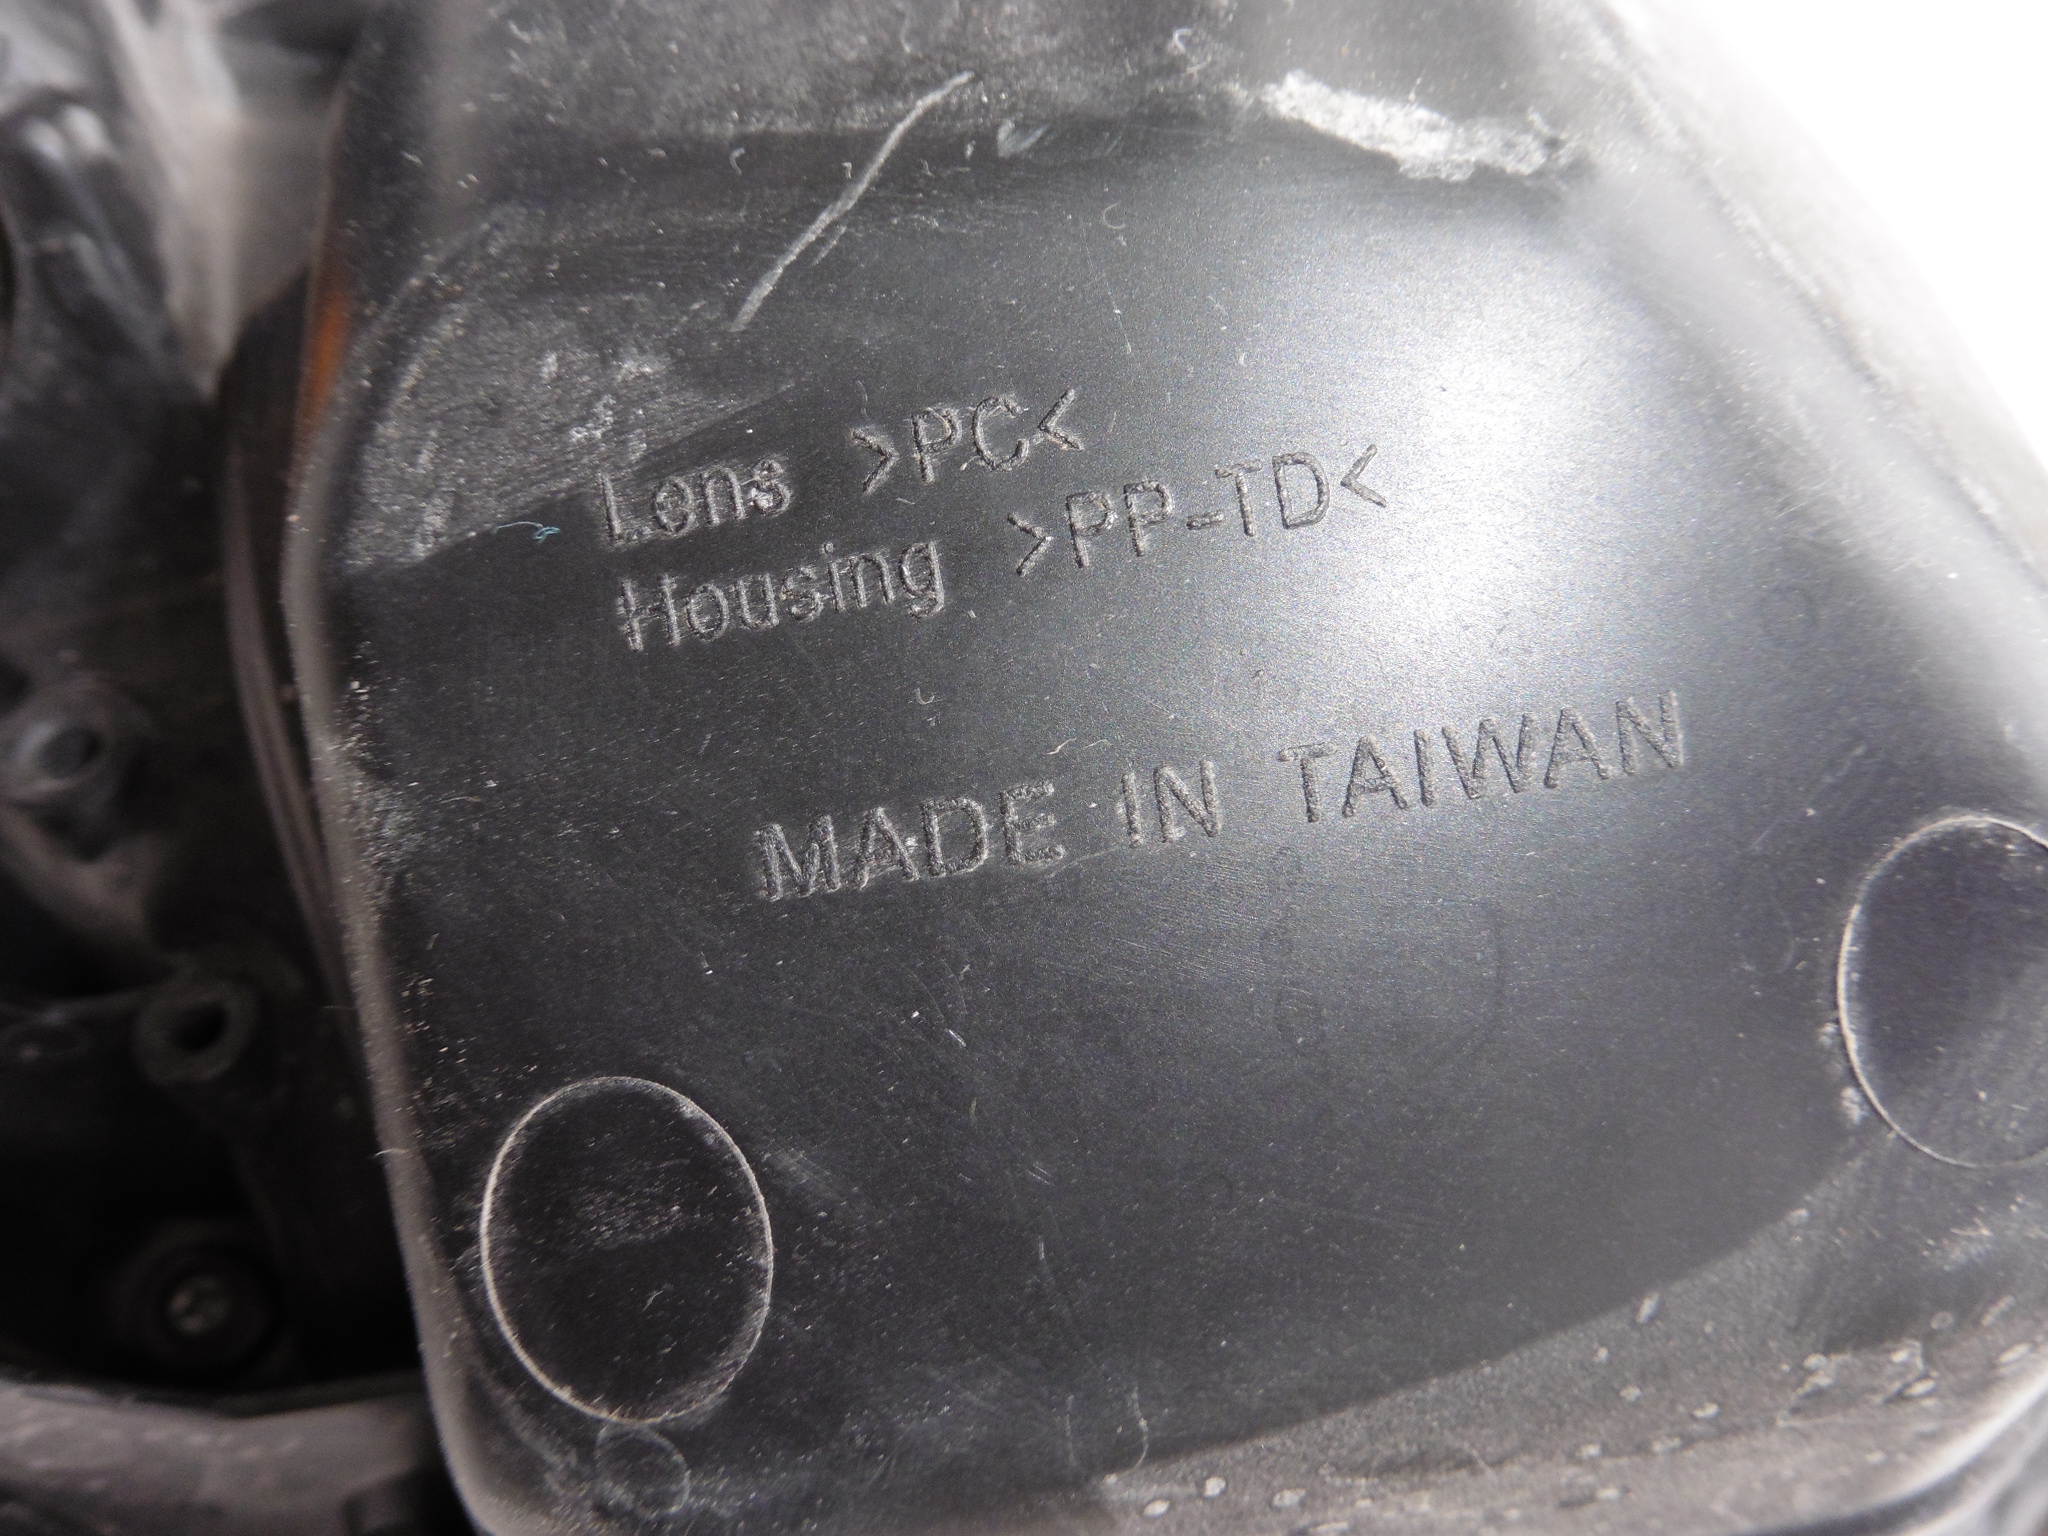 Lens >PC<
Housing >PP-TD<
MADE IN TAIWAN